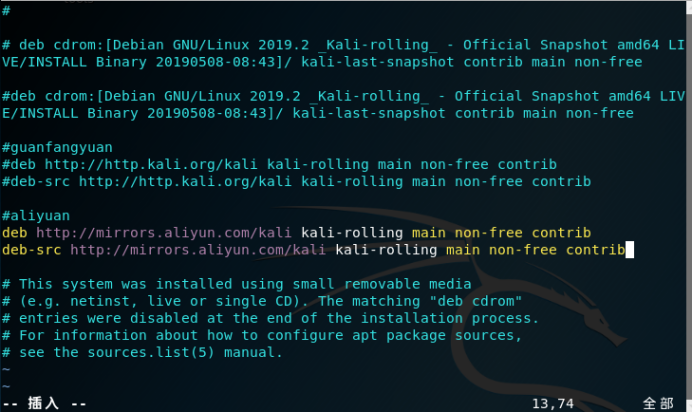 #
# deb cdrom:[Debian GNU/Linux 2019.2 _Kali-rolling_ - Official Snapshot amd64 LI
VE/INSTALL Binary 20190508-08:43]/ kali-last-snapshot contrib main non-free
#deb cdrom:[Debian GNU/Linux 2019.2 _Kali-rolling_ - Official Snapshot amd64 LIV
E/INSTALL Binary 20190508-08:43]/ kali-last-snapshot contrib main non-free
#guanfangyuan
#deb http://http.kali.org/kali kali-rolling main non-free contrib
#deb-src http://http.kali.org/kali kali-rolling main non-free contrib
#aliyuan
deb http://mirrors.aliyun.com/kali kali-rolling main non-free contrib
deb-src http://mirrors.aliyun.com/kali kali-rolling main non-free contrib
# This system was installed using small removable media
# (e.g. netinst, live or single CD). The matching "deb cdrom"
# entries were disabled at the end of the installation process.
# For information about how to configure apt package sources,
# see the sources.list(5) manual.
~
~
-- 插入 -- 13,74 全部